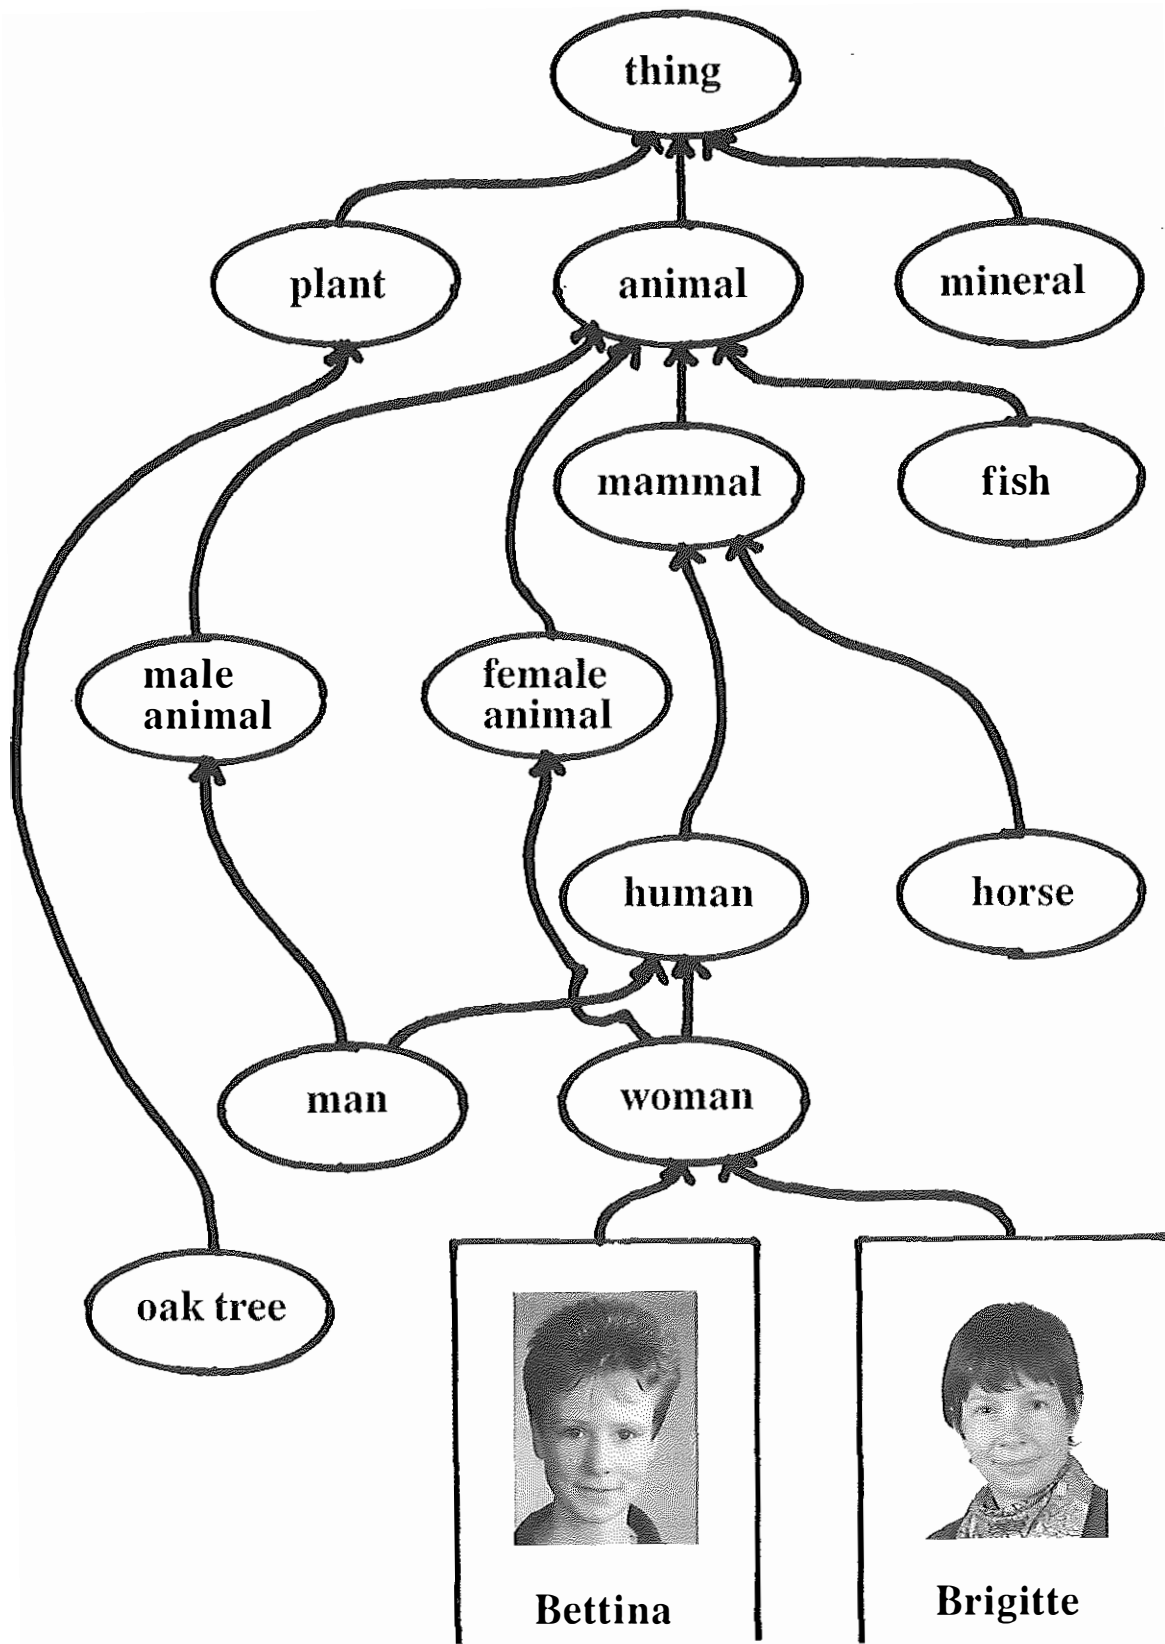 thing
plant
animal
mineral
mammal
fish
male
animal
female
animal
human
horse
man
woman
oak tree
Bettina
Brigitte